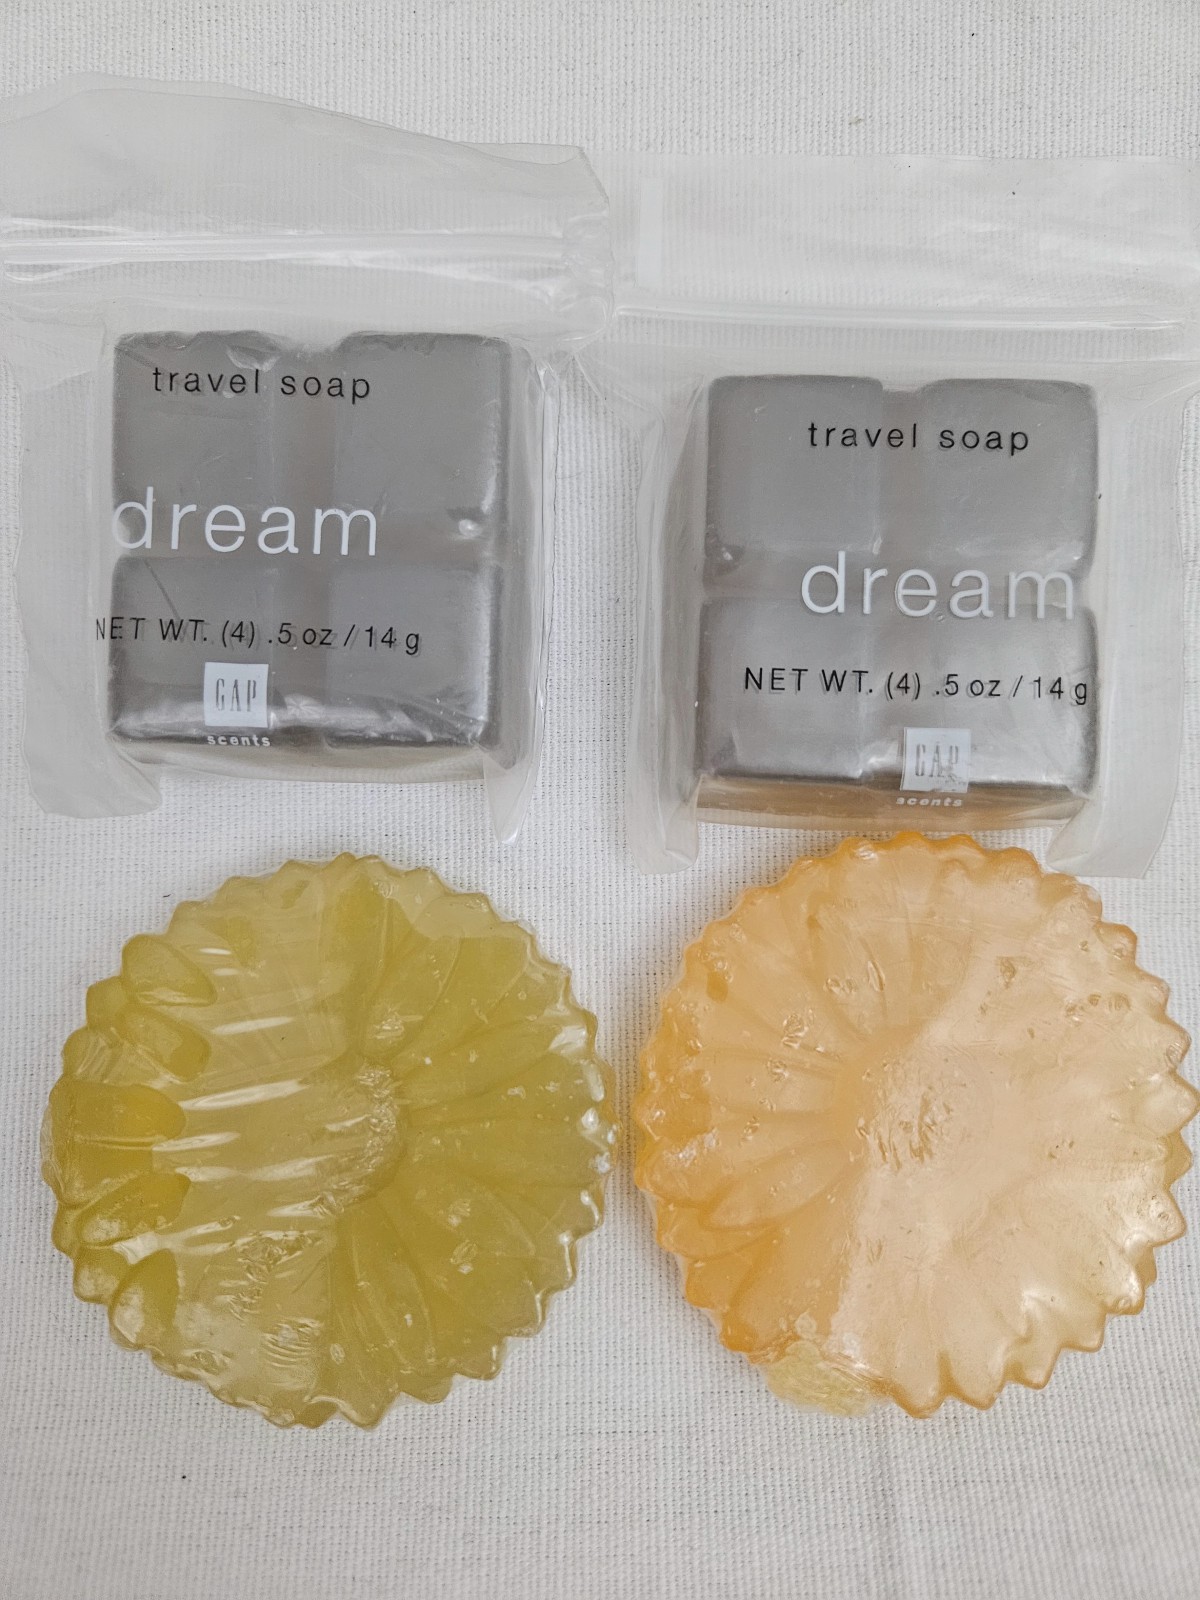 travel soap
dream
NET WT. (4) .5 oz / 14 g
GAP
scents
travel soap
dream
NET WT. (4) .5 oz / 14 g
GAP
scents